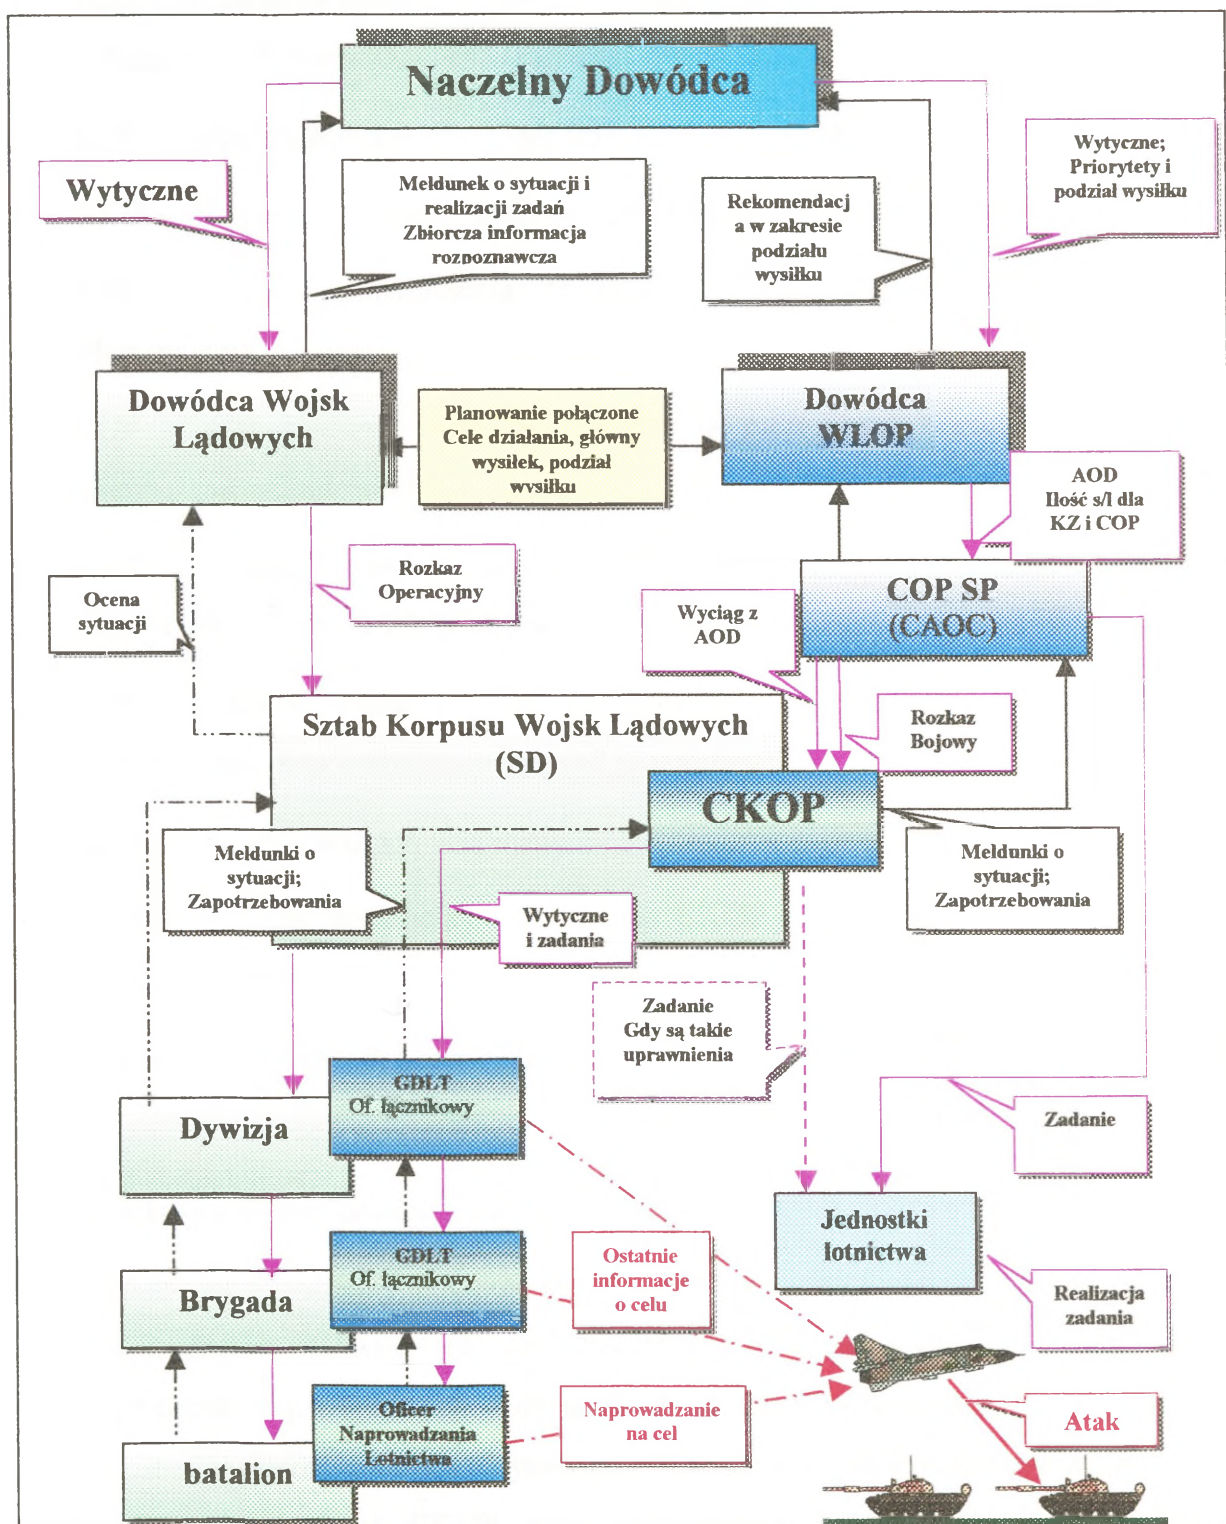 Naczelny Dowódca
Wytyczne
Meldunek o sytuacji i
realizacji zadań
Zbiorcza informacja
rozpoznawcza
Rekomendacj
a w zakresie
podziału
wysiłku
Wytyczne;
Priorytety i
podział wysiłku
Dowódca Wojsk
Lądowych
Planowanie połączone
Cele działania, główny
wysiłek, podział
wysiłku
Dowódca
WLOP
AOD
Ilość s/l dla
KZ i COP
Ocena
sytuacji
Rozkaz
Operacyjny
Wyciąg z
AOD
COP SP
(CAOC)
Sztab Korpusu Wojsk Lądowych
(SD)
Rozkaz
Bojowy
CKOP
Meldunki o
sytuacji;
Zapotrzebowania
Wytyczne
i zadania
Meldunki o
sytuacji;
Zapotrzebowania
Zadanie
Gdy są takie
uprawnienia
GDLT
Of. łącznikowy
Dywizja
Zadanie
Jednostki
lotnictwa
GDLT
Of. łącznikowy
Ostatnie
informacje
o celu
Brygada
Realizacja
zadania
Oficer
Naprowadzania
Lotnictwa
Naprowadzanie
na cel
Atak
batalion